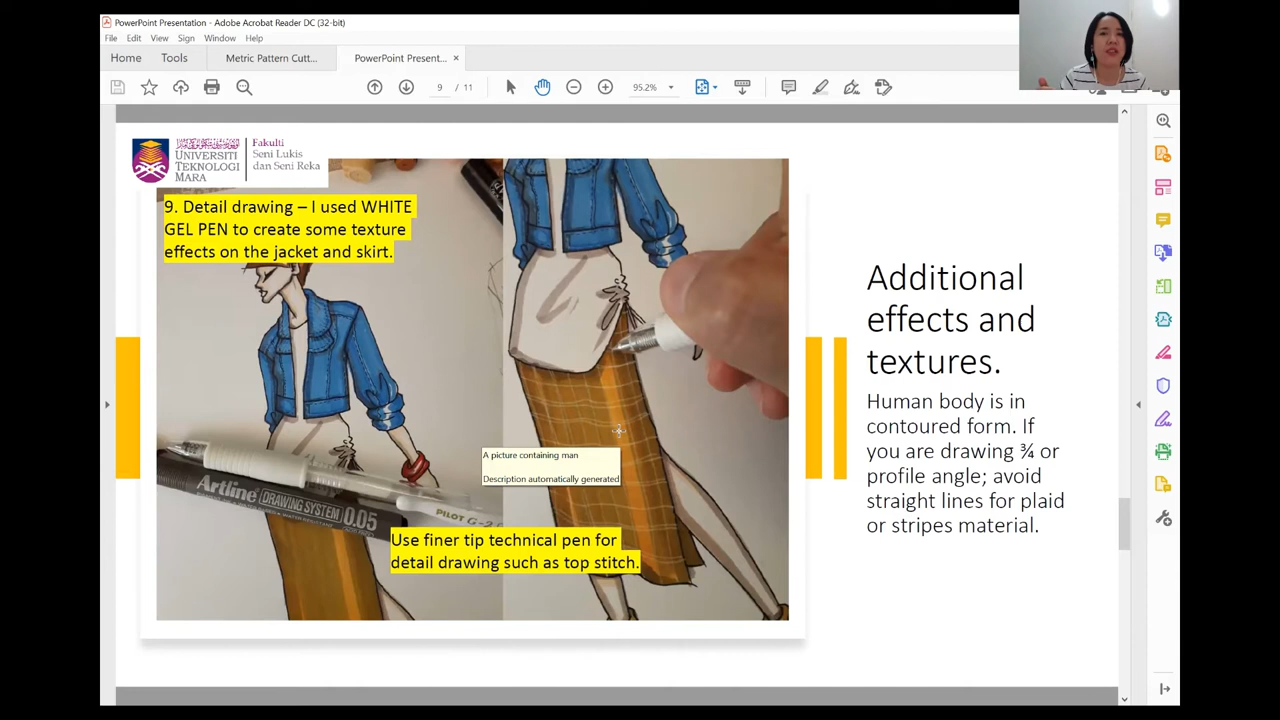 PowerPoint Presentation - Adobe Acrobat Reader DC (32-bit)
File Edit View Sign Window Help
Home Tools Metric Pattern Cutt... PowerPoint Present... ×
9 / 11 95.2%
UNIVERSITI
TEKNOLOGI
MARA
Fakulti
Seni Lukis
dan Seni Reka
9. Detail drawing – I used WHITE
GEL PEN to create some texture
effects on the jacket and skirt.
A picture containing man
Description automatically generated
Artline DRAWING SYSTEM 0.05
PILOT G-2
Use finer tip technical pen for
detail drawing such as top stitch.
Additional
effects and
textures.
Human body is in
contoured form. If
you are drawing ¾ or
profile angle; avoid
straight lines for plaid
or stripes material.